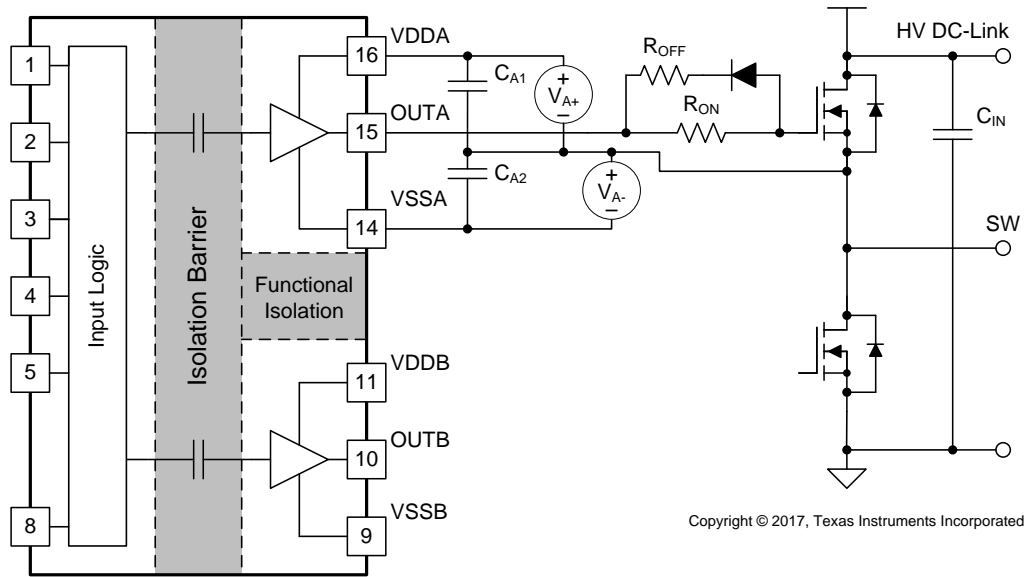 1
2
3
4
5
8
Input Logic
Isolation Barrier
Functional
Isolation
16
15
14
11
10
9
VDDA
OUTA
VSSA
VDDB
OUTB
VSSB
CA1
CA2
+
VA+
–
+
VA-
–
ROFF
RON
HV DC-Link
CIN
SW
Copyright © 2017, Texas Instruments Incorporated